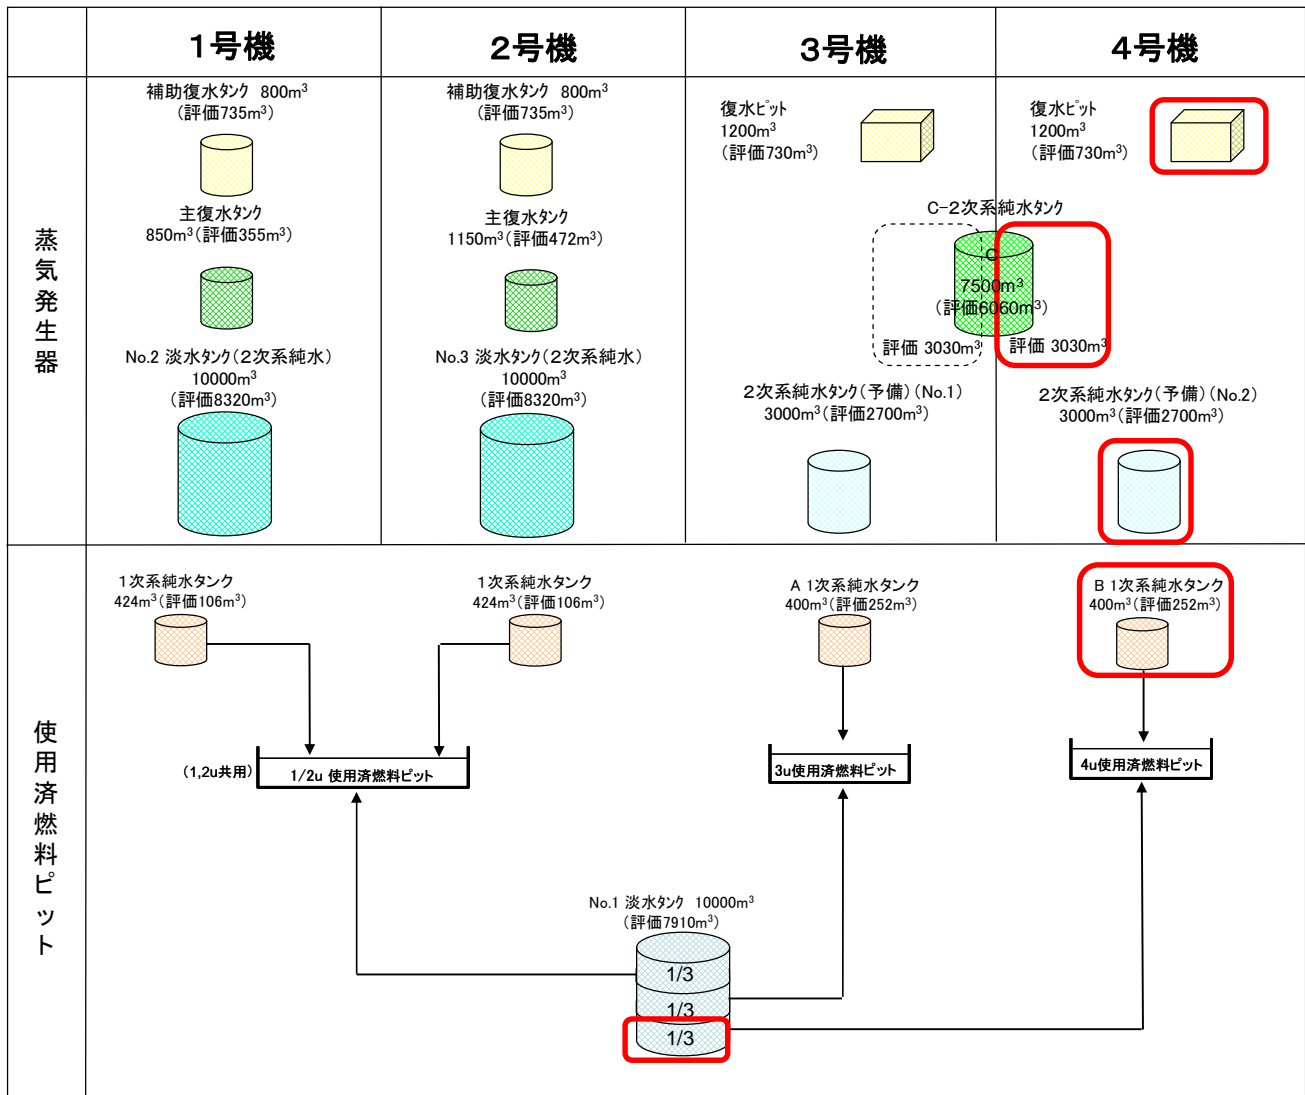 1号機
2号機
3号機
4号機
蒸気発生器
補助復水タンク 800m³
(評価735m³)
主復水タンク
850m³(評価355m³)
No.2 淡水タンク(2次系純水)
10000m³
(評価8320m³)
補助復水タンク 800m³
(評価735m³)
主復水タンク
1150m³(評価472m³)
No.3 淡水タンク(2次系純水)
10000m³
(評価8320m³)
復水ピット
1200m³
(評価730m³)
復水ピット
1200m³
(評価730m³)
C-2次系純水タンク
C
7500m³
(評価6060m³)
評価 3030m³
評価 3030m³
2次系純水タンク(予備)(No.1)
3000m³(評価2700m³)
2次系純水タンク(予備)(No.2)
3000m³(評価2700m³)
使用済燃料ピット
1次系純水タンク
424m³(評価106m³)
1次系純水タンク
424m³(評価106m³)
A 1次系純水タンク
400m³(評価252m³)
B 1次系純水タンク
400m³(評価252m³)
(1,2u共用)
1/2u 使用済燃料ピット
3u使用済燃料ピット
4u使用済燃料ピット
No.1 淡水タンク 10000m³
(評価7910m³)
1/3
1/3
1/3